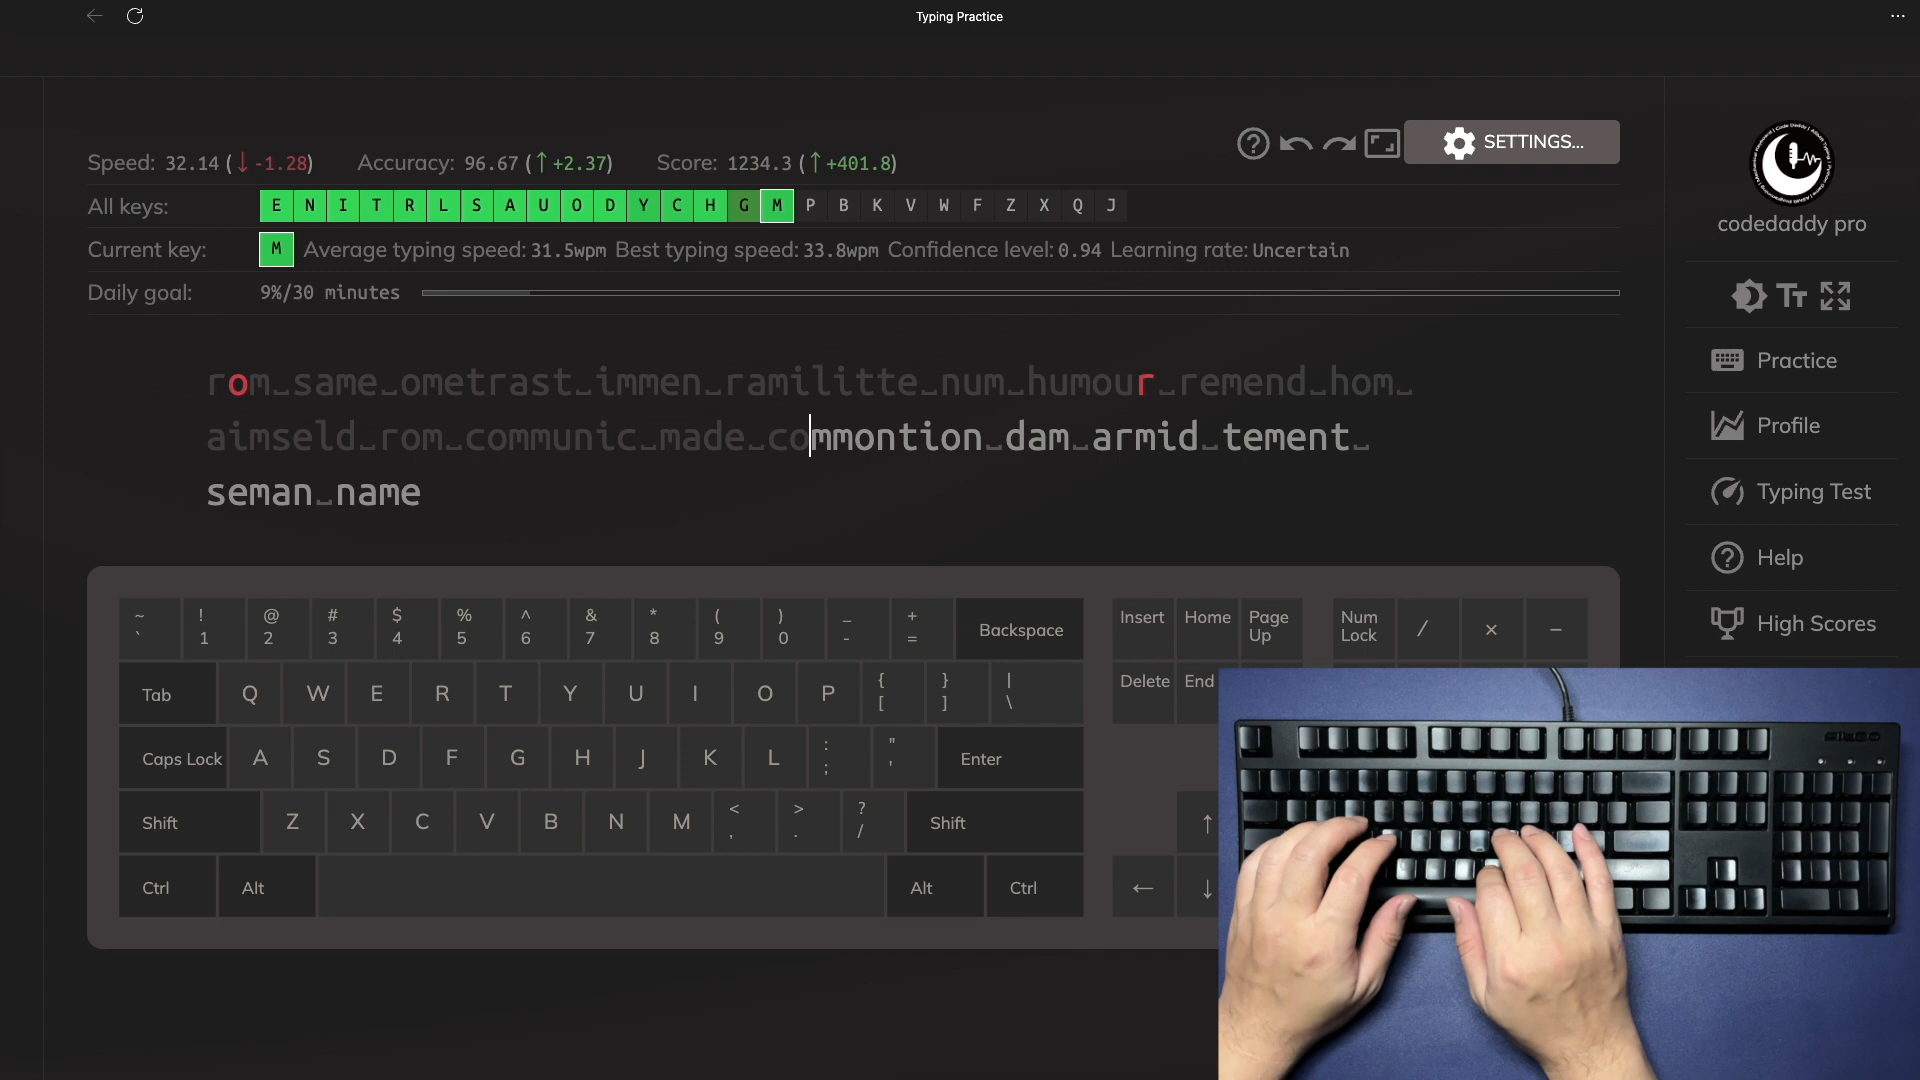 Typing Practice
Speed: 32.14 (↓-1.28) Accuracy: 96.67 (↑+2.37) Score: 1234.3 (↑+401.8)
SETTINGS...
All keys: E N I T R L S A U O D Y C H G M P B K V W F Z X Q J
Current key: M Average typing speed: 31.5wpm Best typing speed: 33.8wpm Confidence level: 0.94 Learning rate: Uncertain
Daily goal: 9%/30 minutes
codedaddy pro
Practice
Profile
Typing Test
Help
High Scores
rom␣same␣ometrast␣immen␣ramilitte␣num␣humour␣remend␣hom␣
aimseld␣rom␣communic␣made␣commontion␣dam␣armid␣tement␣
seman␣name
~ ! @ # $ % ^ & * ( ) _ +
` 1 2 3 4 5 6 7 8 9 0 - = Backspace
Insert Home Page Up Num Lock / × −
Tab Q W E R T Y U I O P { [ } ] | \
Delete End
Caps Lock A S D F G H J K L : ; " ' Enter
Shift Z X C V B N M < , > . ? / Shift ↑
Ctrl Alt Alt Ctrl ← ↓